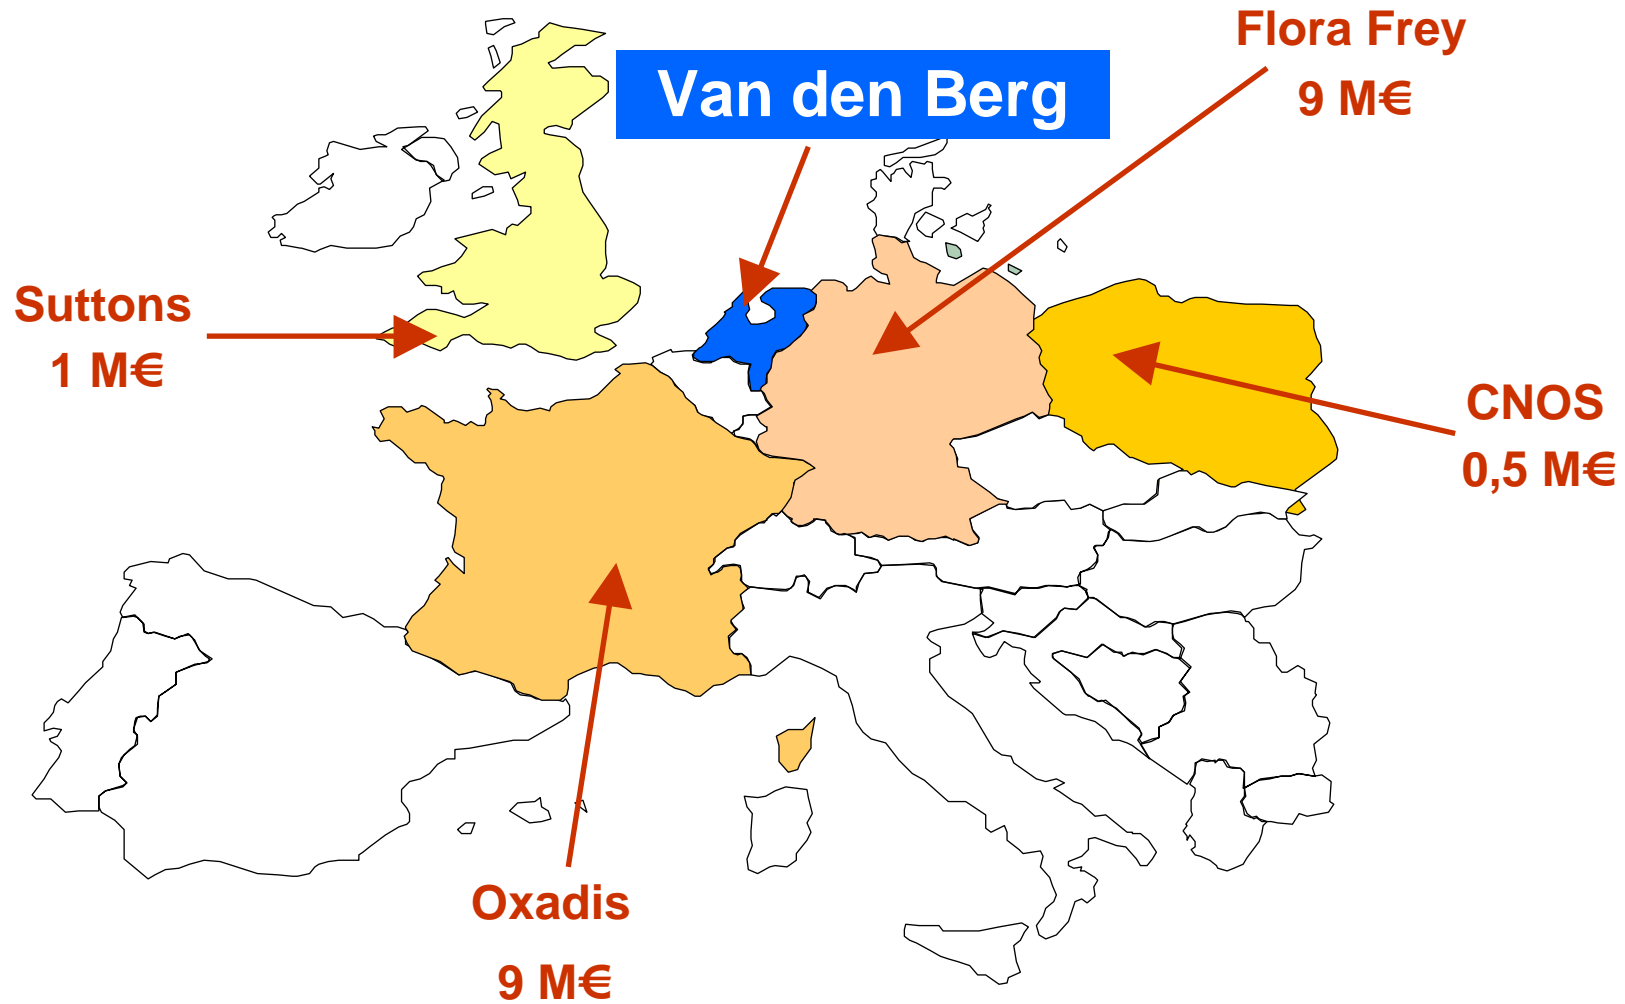 Flora Frey
9 M€
Van den Berg
Suttons
1 M€
CNOS
0,5 M€
Oxadis
9 M€